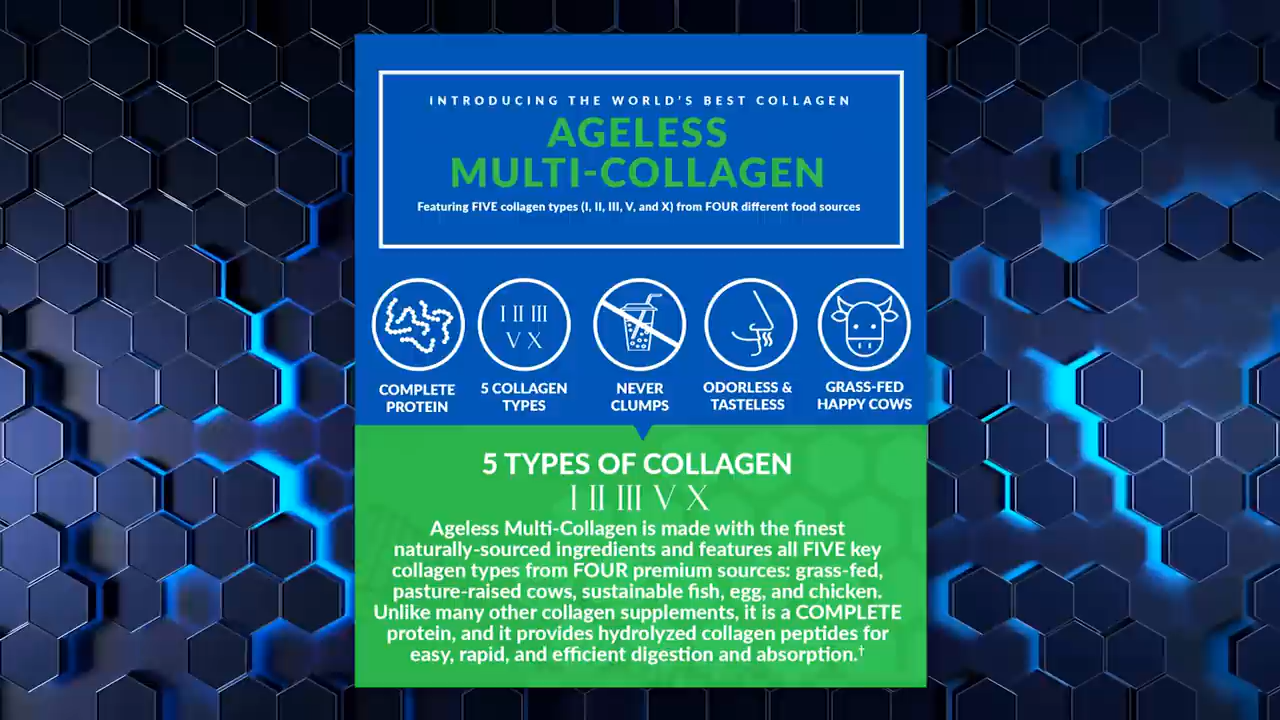 INTRODUCING THE WORLD'S BEST COLLAGEN
AGELESS
MULTI-COLLAGEN
Featuring FIVE collagen types (I, II, III, V, and X) from FOUR different food sources
I II III
V X
COMPLETE
PROTEIN
5 COLLAGEN
TYPES
NEVER
CLUMPS
ODORLESS &
TASTELESS
GRASS-FED
HAPPY COWS
5 TYPES OF COLLAGEN
I II III V X
Ageless Multi-Collagen is made with the finest
naturally-sourced ingredients and features all FIVE key
collagen types from FOUR premium sources: grass-fed,
pasture-raised cows, sustainable fish, egg, and chicken.
Unlike many other collagen supplements, it is a COMPLETE
protein, and it provides hydrolyzed collagen peptides for
easy, rapid, and efficient digestion and absorption.†